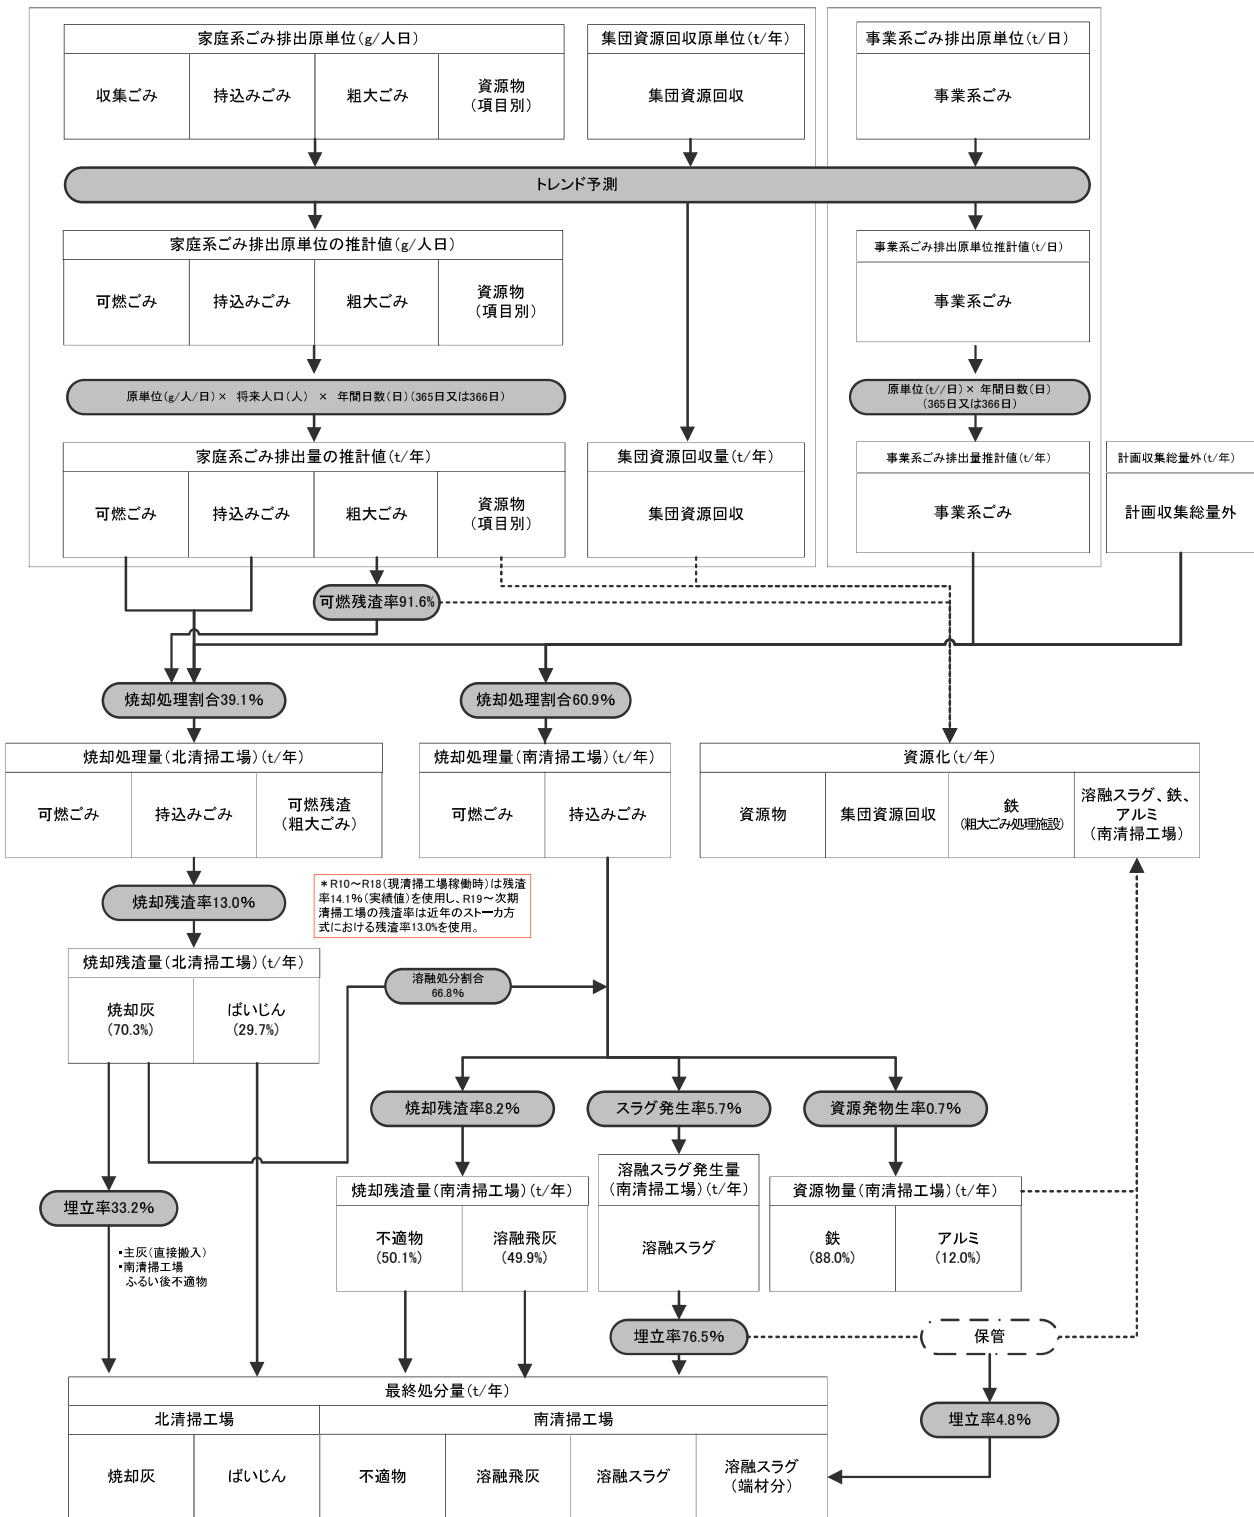 家庭系ごみ排出原単位(g/人日)
収集ごみ
持込みごみ
粗大ごみ
資源物
(項目別)
集団資源回収原単位(t/年)
集団資源回収
事業系ごみ排出原単位(t/日)
事業系ごみ
トレンド予測
家庭系ごみ排出原単位の推計値(g/人日)
可燃ごみ
持込みごみ
粗大ごみ
資源物
(項目別)
事業系ごみ排出原単位推計値(t/日)
事業系ごみ
原単位(g/人/日)× 将来人口(人) × 年間日数(日)(365日又は366日)
原単位(t//日)× 年間日数(日)
(365日又は366日)
家庭系ごみ排出量の推計値(t/年)
可燃ごみ
持込みごみ
粗大ごみ
資源物
(項目別)
集団資源回収量(t/年)
集団資源回収
事業系ごみ排出量推計値(t/年)
事業系ごみ
計画収集総量外(t/年)
計画収集総量外
可燃残渣率91.6%
焼却処理割合39.1%
焼却処理割合60.9%
焼却処理量(北清掃工場)(t/年)
可燃ごみ
持込みごみ
可燃残渣
(粗大ごみ)
焼却処理量(南清掃工場)(t/年)
可燃ごみ
持込みごみ
資源化(t/年)
資源物
集団資源回収
鉄
(粗大ごみ処理施設)
溶融スラグ、鉄、
アルミ
(南清掃工場)
焼却残渣率13.0%
*R10~R18(現清掃工場稼働時)は残渣
率14.1%(実績値)を使用し、R19~次期
清掃工場の残渣率は近年のストーカ方
式における残渣率13.0%を使用。
焼却残渣量(北清掃工場)(t/年)
焼却灰
(70.3%)
ばいじん
(29.7%)
溶融処分割合
66.8%
焼却残渣率8.2%
スラグ発生率5.7%
資源発物生率0.7%
埋立率33.2%
・主灰(直接搬入)
・南清掃工場
ふるい後不適物
焼却残渣量(南清掃工場)(t/年)
不適物
(50.1%)
溶融飛灰
(49.9%)
溶融スラグ発生量
(南清掃工場)(t/年)
溶融スラグ
資源物量(南清掃工場)(t/年)
鉄
(88.0%)
アルミ
(12.0%)
埋立率76.5%
保管
埋立率4.8%
最終処分量(t/年)
北清掃工場
南清掃工場
焼却灰
ばいじん
不適物
溶融飛灰
溶融スラグ
溶融スラグ
(端材分)